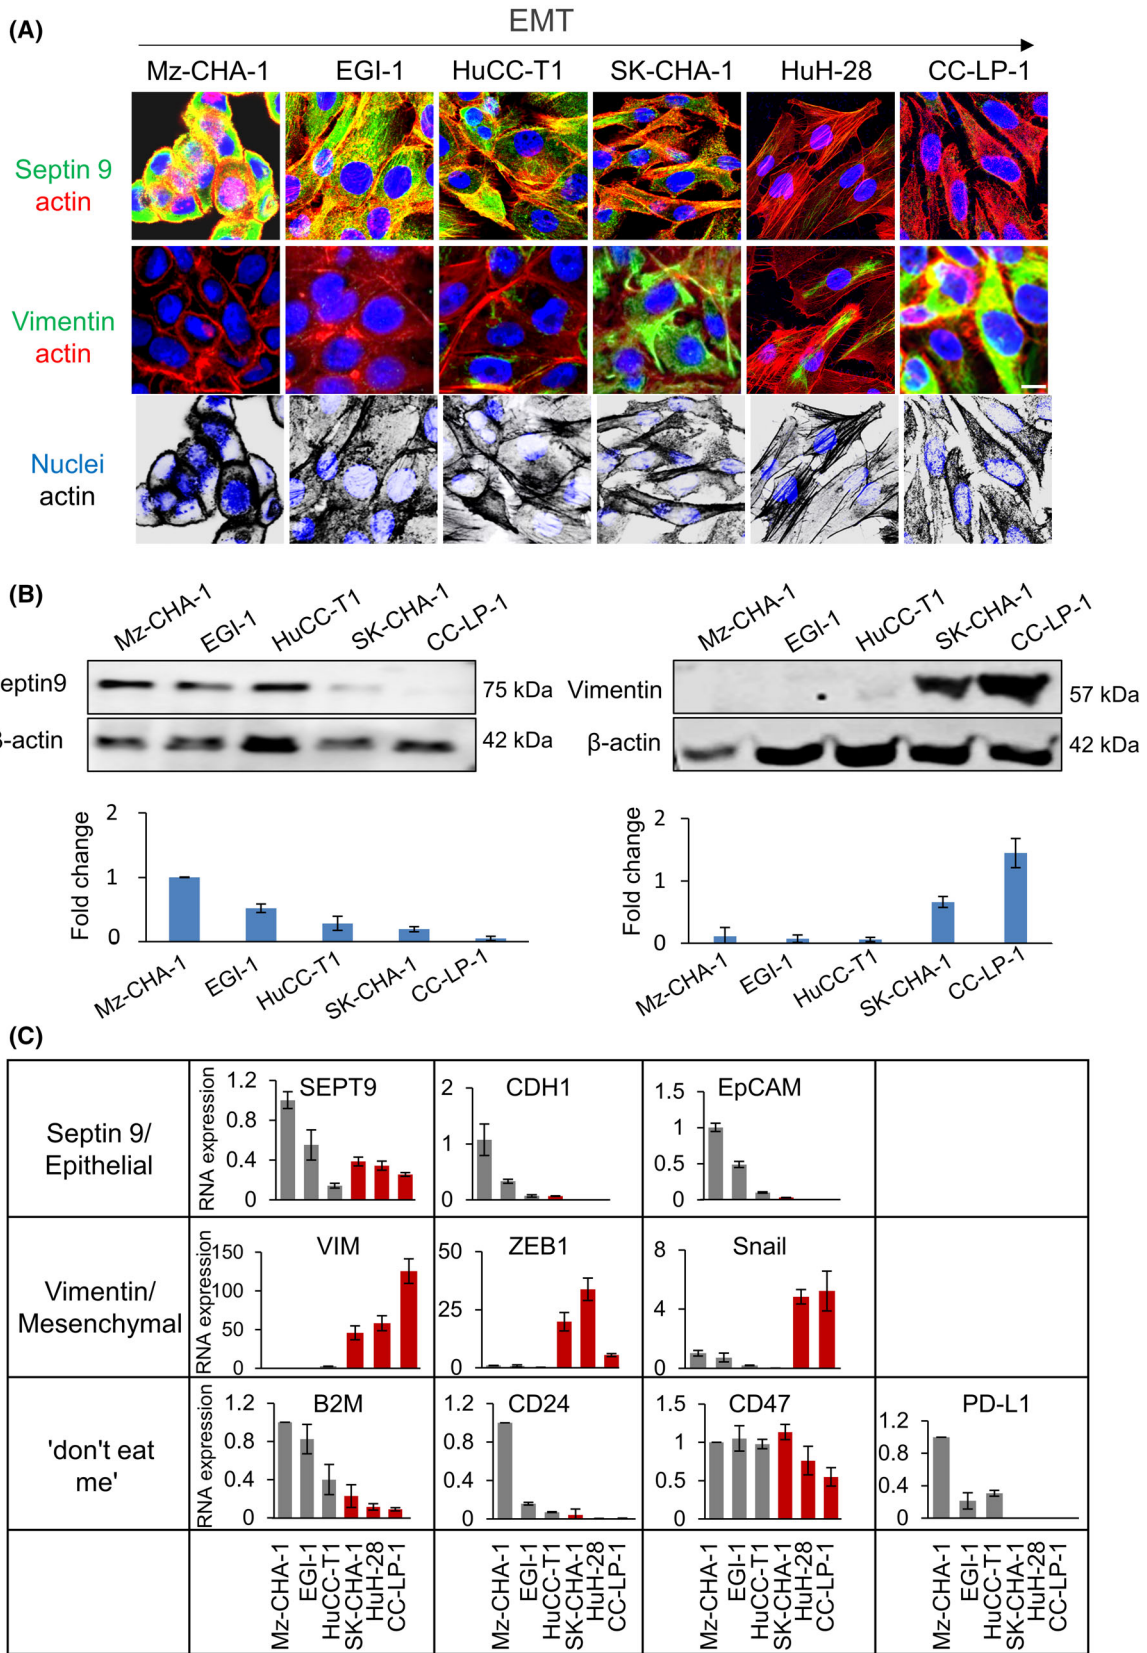 (A)
EMT
Mz-CHA-1 EGI-1 HuCC-T1 SK-CHA-1 HuH-28 CC-LP-1
Septin 9
actin
Vimentin
actin
Nuclei
actin
(B)
Mz-CHA-1 EGI-1 HuCC-T1 SK-CHA-1 CC-LP-1
Mz-CHA-1 EGI-1 HuCC-T1 SK-CHA-1 CC-LP-1
eptin9 75 kDa
Vimentin 57 kDa
β-actin 42 kDa
β-actin 42 kDa
Fold change
2
1
0
Mz-CHA-1 EGI-1 HuCC-T1 SK-CHA-1 CC-LP-1
Fold change
2
1
0
Mz-CHA-1 EGI-1 HuCC-T1 SK-CHA-1 CC-LP-1
(C)
Septin 9/
Epithelial
RNA expression
SEPT9
1.2
0.8
0.4
0
CDH1
2
1
0
EpCAM
1.5
1
0.5
0
Vimentin/
Mesenchymal
RNA expression
VIM
150
100
50
0
ZEB1
50
25
0
Snail
8
4
0
'don't eat
me'
RNA expression
B2M
1.2
0.8
0.4
0
CD24
1.2
0.8
0.4
0
CD47
1.5
1
0.5
0
PD-L1
1.2
0.8
0.4
0
Mz-CHA-1
EGI-1
HuCC-T1
SK-CHA-1
HuH-28
CC-LP-1
Mz-CHA-1
EGI-1
HuCC-T1
SK-CHA-1
HuH-28
CC-LP-1
Mz-CHA-1
EGI-1
HuCC-T1
SK-CHA-1
HuH-28
CC-LP-1
Mz-CHA-1
EGI-1
HuCC-T1
SK-CHA-1
HuH-28
CC-LP-1